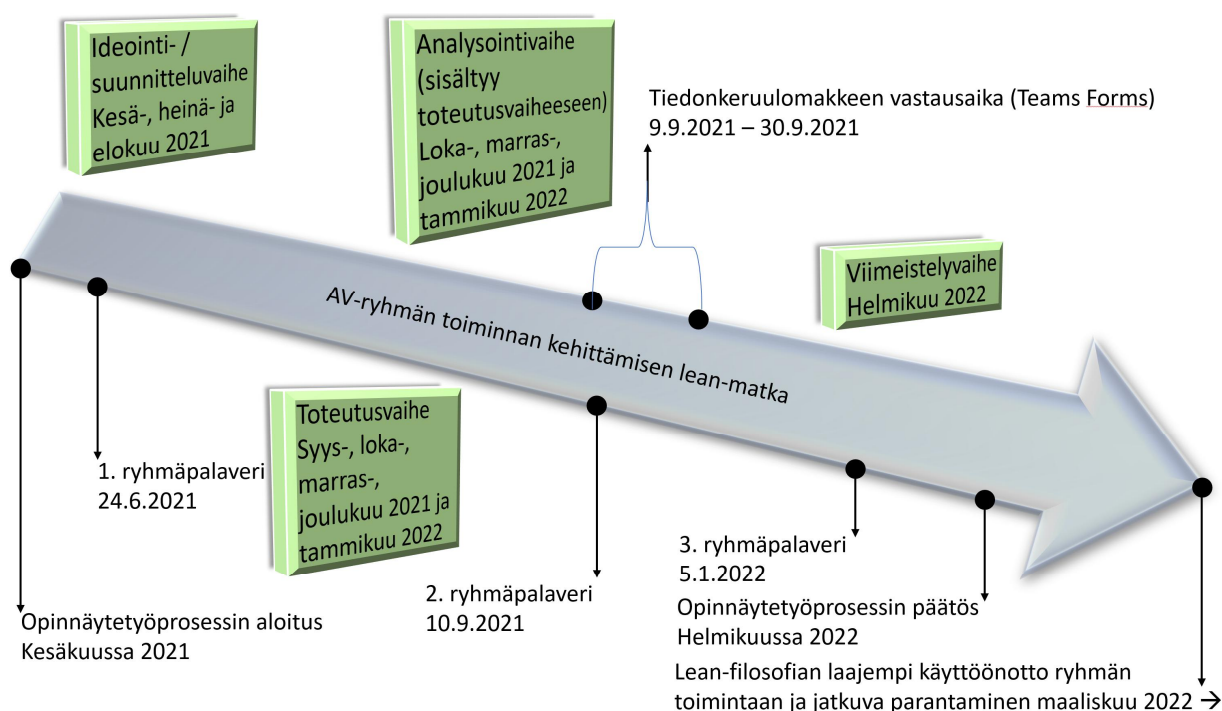 Ideointi- /
suunnitteluvaihe
Kesä-, heinä- ja
elokuu 2021
Analysointivaihe
(sisältyy
toteutusvaiheeseen)
Loka-, marras-,
joulukuu 2021 ja
tammikuu 2022
Tiedonkeruulomakkeen vastausaika (Teams Forms)
9.9.2021 – 30.9.2021
Viimeistelyvaihe
Helmikuu 2022
AV-ryhmän toiminnan kehittämisen lean-matka
Toteutusvaihe
Syys-, loka-,
marras-,
joulukuu 2021 ja
tammikuu 2022
1. ryhmäpalaveri
24.6.2021
2. ryhmäpalaveri
10.9.2021
3. ryhmäpalaveri
5.1.2022
Opinnäytetyöprosessin aloitus
Kesäkuussa 2021
Opinnäytetyöprosessin päätös
Helmikuussa 2022
Lean-filosofian laajempi käyttöönotto ryhmän
toimintaan ja jatkuva parantaminen maaliskuu 2022 →